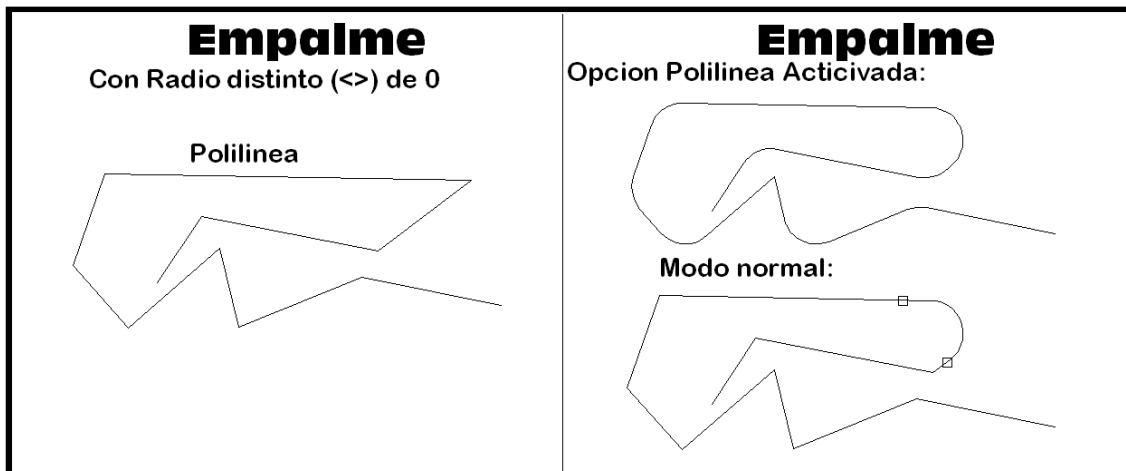 Empalme
Con Radio distinto (<>) de 0
Polilinea
Empalme
Opcion Polilinea Acticivada:
Modo normal: